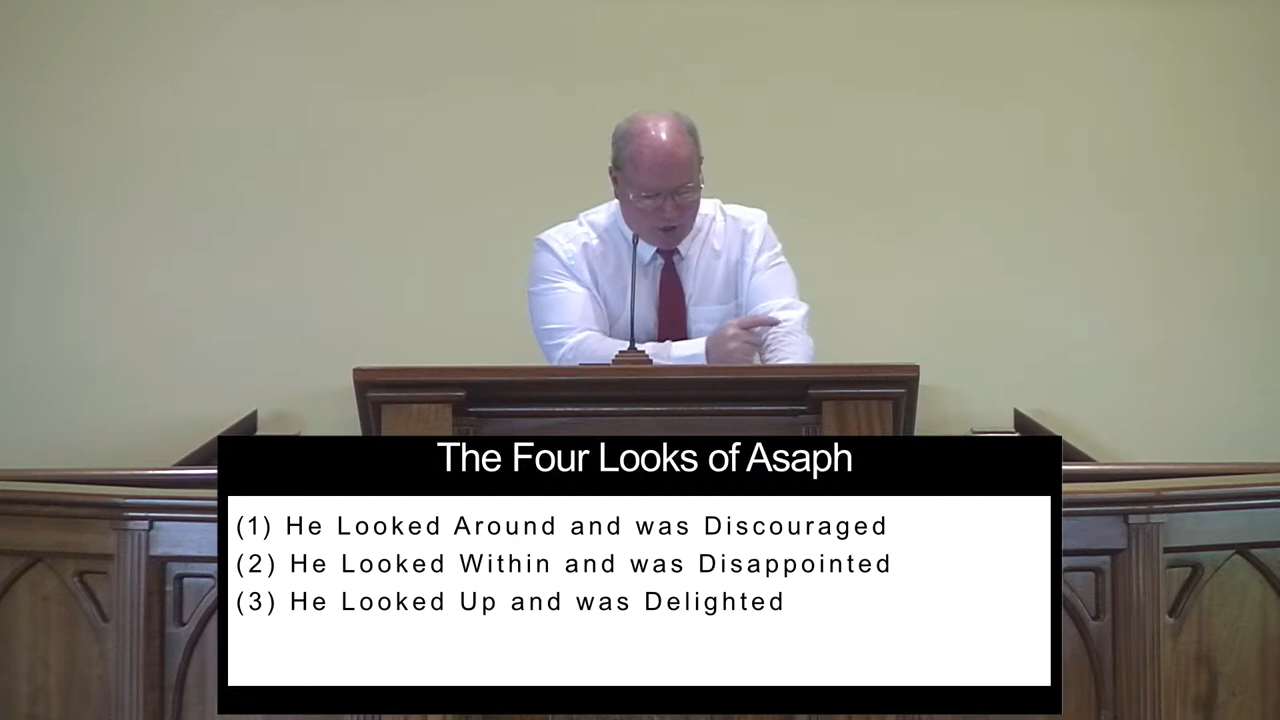 The Four Looks of Asaph
(1) He Looked Around and was Discouraged
(2) He Looked Within and was Disappointed
(3) He Looked Up and was Delighted